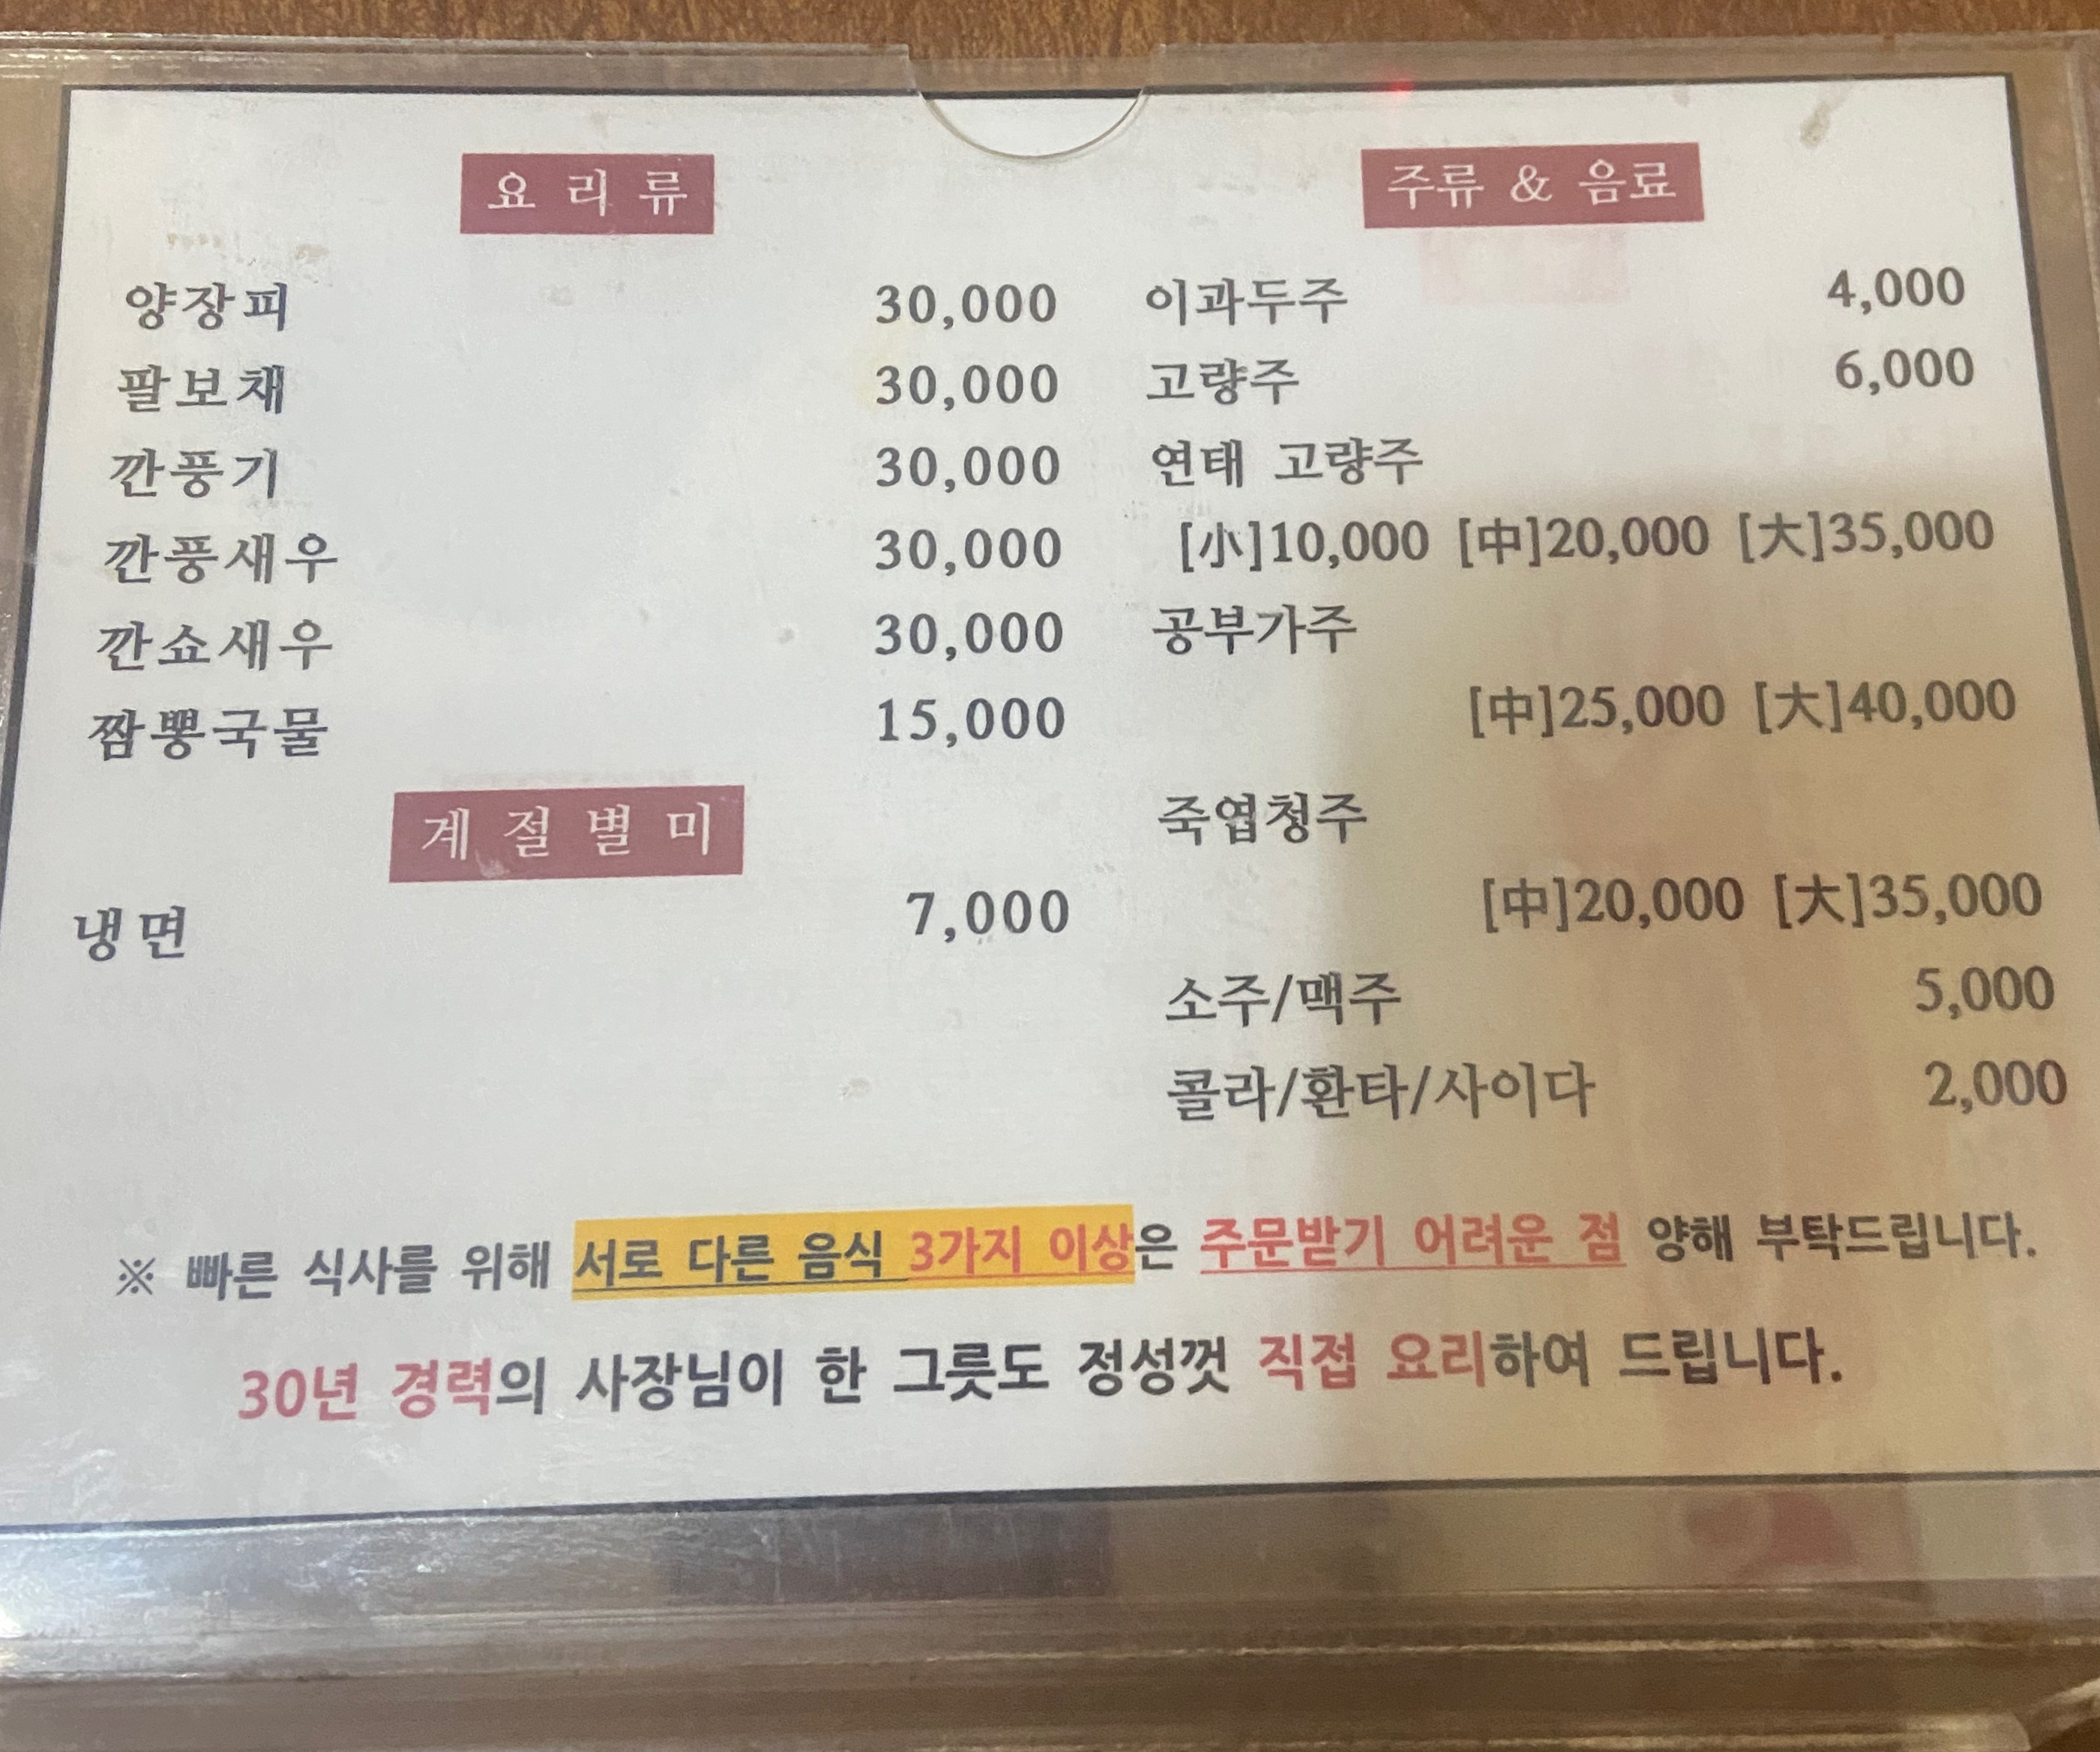 요리류
양장피 30,000
팔보채 30,000
깐풍기 30,000
깐풍새우 30,000
깐쇼새우 30,000
짬뽕국물 15,000
계절별미
냉면 7,000
주류 & 음료
이과두주 4,000
고량주 6,000
연태 고량주
[小]10,000 [中]20,000 [大]35,000
공부가주
[中]25,000 [大]40,000
죽엽청주
[中]20,000 [大]35,000
소주/맥주 5,000
콜라/환타/사이다 2,000
※ 빠른 식사를 위해 서로 다른 음식 3가지 이상은 주문받기 어려운 점 양해 부탁드립니다.
30년 경력의 사장님이 한 그릇도 정성껏 직접 요리하여 드립니다.